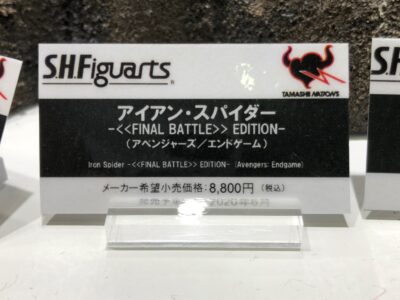 S.H.Figuarts
TAMASHII NATIONS
アイアン・スパイダー
-<<FINAL BATTLE>> EDITION-
(アベンジャーズ/エンドゲーム)
Iron Spider -<<FINAL BATTLE>> EDITION- (Avengers: Endgame)
メーカー希望小売価格:8,800円 (税込)
2020年6月